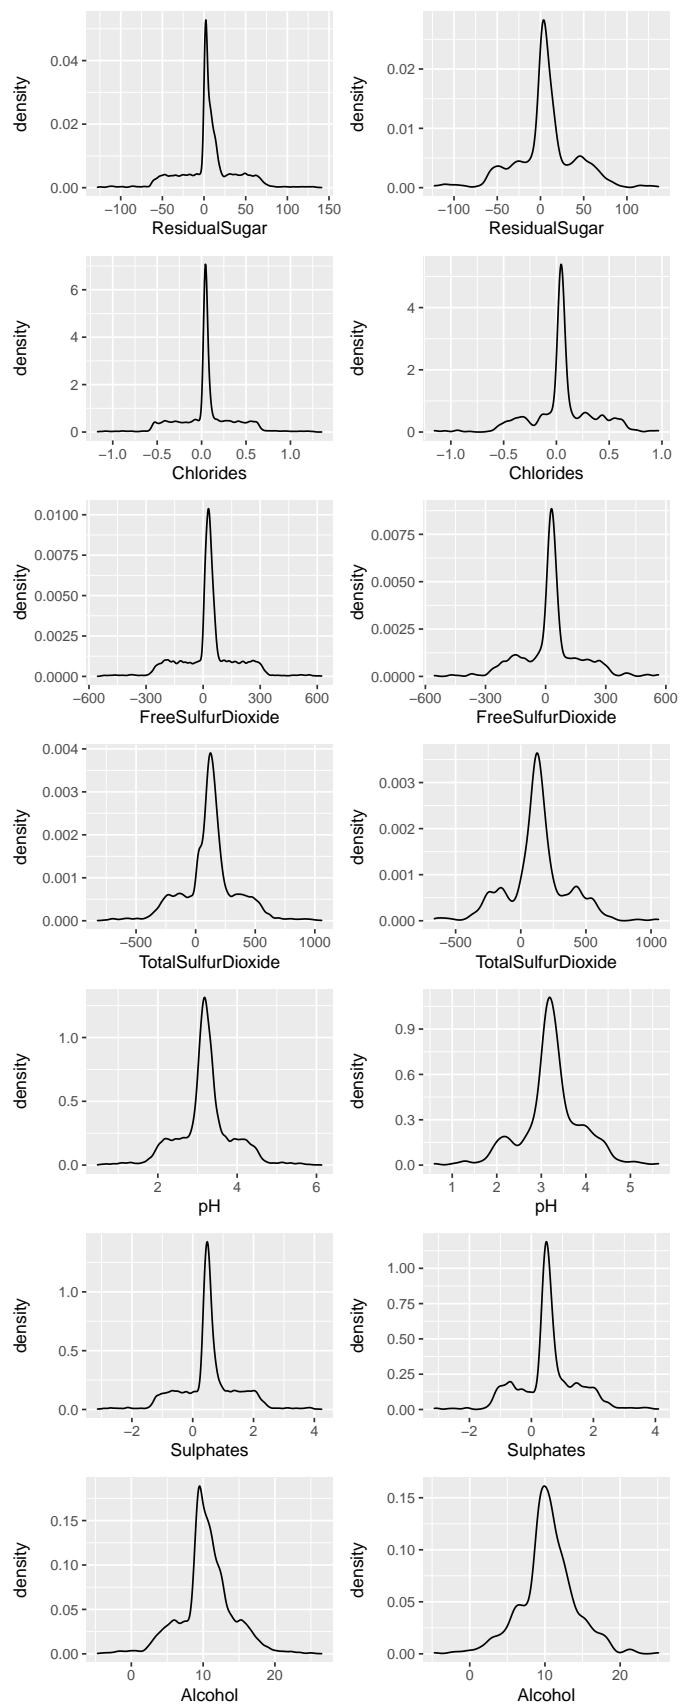 density
0.04
0.02
0.00
−100 −50 0 50 100 150
ResidualSugar
density
0.02
0.01
0.00
−100 −50 0 50 100
ResidualSugar
density
6
4
2
0
−1.0 −0.5 0.0 0.5 1.0
Chlorides
density
4
2
0
−1.0 −0.5 0.0 0.5 1.0
Chlorides
density
0.0100
0.0075
0.0050
0.0025
0.0000
−600 −300 0 300 600
FreeSulfurDioxide
density
0.0075
0.0050
0.0025
0.0000
−600 −300 0 300 600
FreeSulfurDioxide
density
0.004
0.003
0.002
0.001
0.000
−500 0 500 1000
TotalSulfurDioxide
density
0.003
0.002
0.001
0.000
−500 0 500 1000
TotalSulfurDioxide
density
1.0
0.5
0.0
2 4 6
pH
density
0.9
0.6
0.3
0.0
1 2 3 4 5
pH
density
1.0
0.5
0.0
−2 0 2 4
Sulphates
density
1.00
0.75
0.50
0.25
0.00
−2 0 2 4
Sulphates
density
0.15
0.10
0.05
0.00
0 10 20
Alcohol
density
0.15
0.10
0.05
0.00
0 10 20
Alcohol